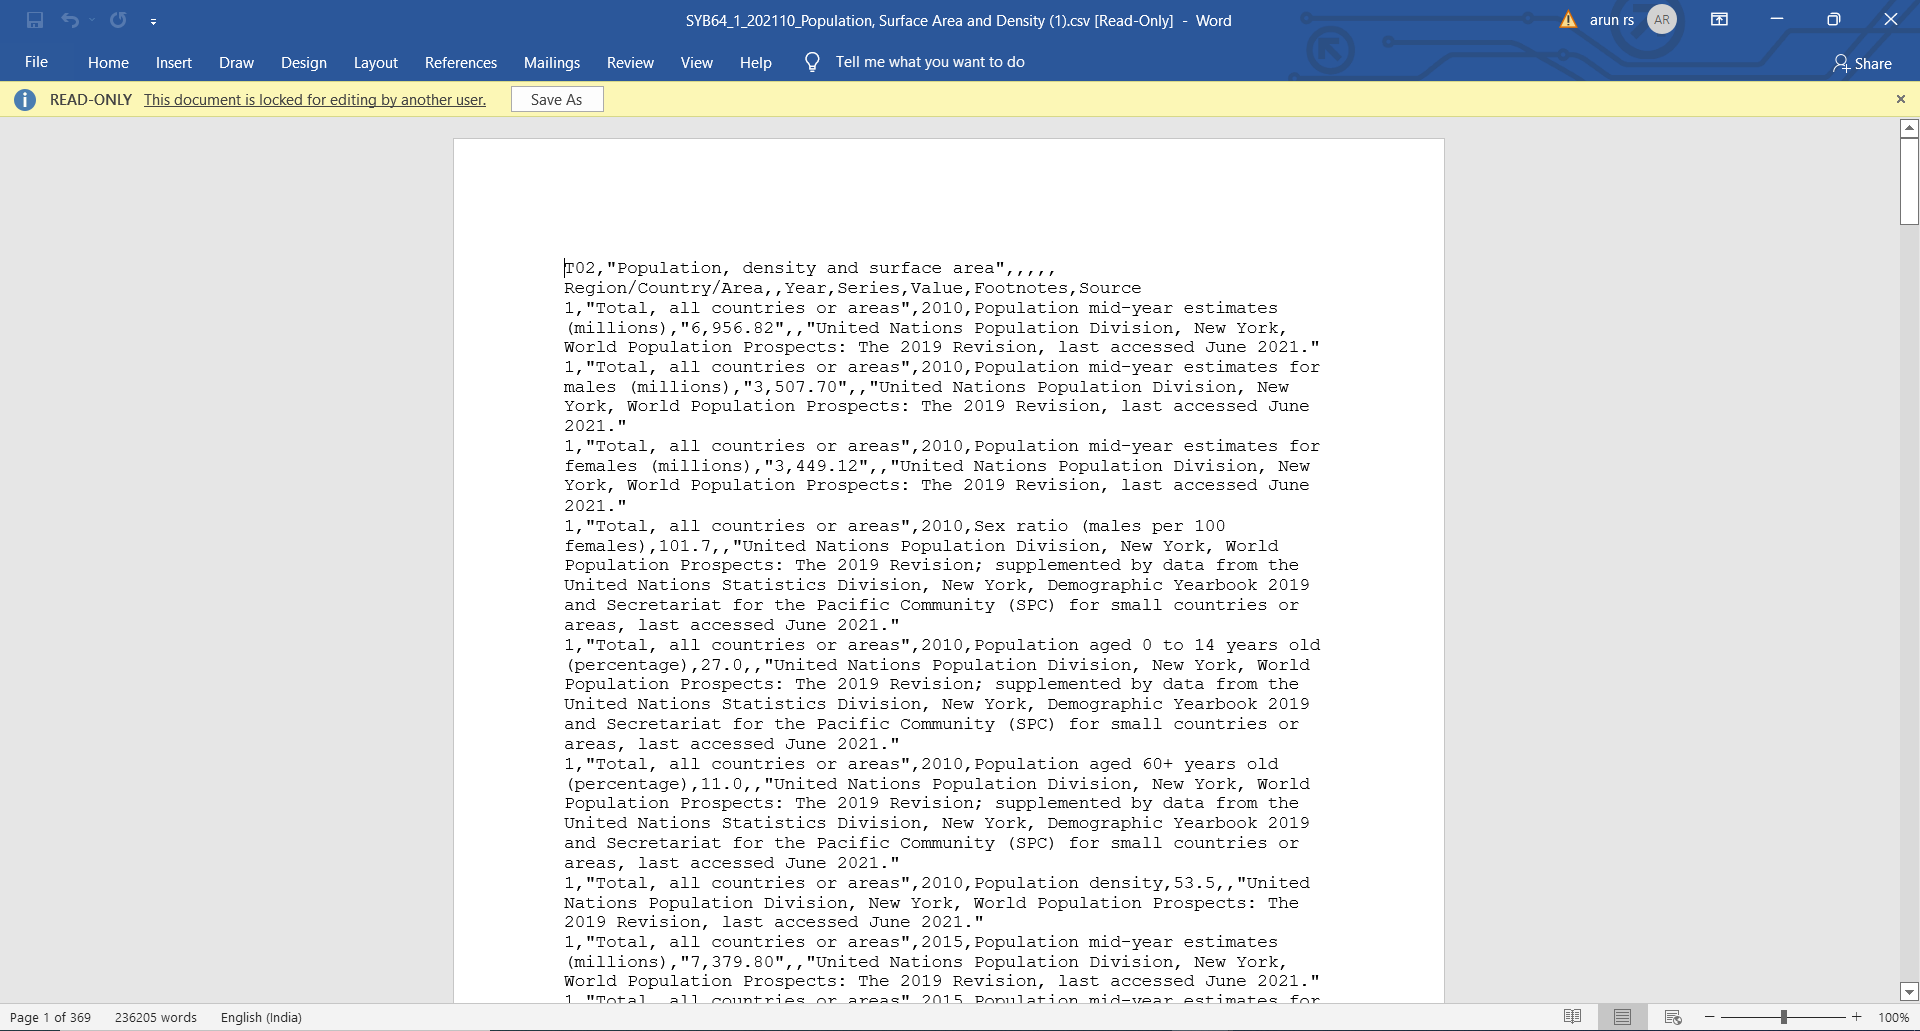 SYB64_1_202110_Population, Surface Area and Density (1).csv [Read-Only] - Word
arun rs
AR
File
Home
Insert
Draw
Design
Layout
References
Mailings
Review
View
Help
Tell me what you want to do
Share
READ-ONLY This document is locked for editing by another user. Save As
T02,"Population, density and surface area",,,,,
Region/Country/Area,,Year,Series,Value,Footnotes,Source
1,"Total, all countries or areas",2010,Population mid-year estimates
(millions),"6,956.82",,"United Nations Population Division, New York,
World Population Prospects: The 2019 Revision, last accessed June 2021."
1,"Total, all countries or areas",2010,Population mid-year estimates for
males (millions),"3,507.70",,"United Nations Population Division, New
York, World Population Prospects: The 2019 Revision, last accessed June
2021."
1,"Total, all countries or areas",2010,Population mid-year estimates for
females (millions),"3,449.12",,"United Nations Population Division, New
York, World Population Prospects: The 2019 Revision, last accessed June
2021."
1,"Total, all countries or areas",2010,Sex ratio (males per 100
females),101.7,,"United Nations Population Division, New York, World
Population Prospects: The 2019 Revision; supplemented by data from the
United Nations Statistics Division, New York, Demographic Yearbook 2019
and Secretariat for the Pacific Community (SPC) for small countries or
areas, last accessed June 2021."
1,"Total, all countries or areas",2010,Population aged 0 to 14 years old
(percentage),27.0,,"United Nations Population Division, New York, World
Population Prospects: The 2019 Revision; supplemented by data from the
United Nations Statistics Division, New York, Demographic Yearbook 2019
and Secretariat for the Pacific Community (SPC) for small countries or
areas, last accessed June 2021."
1,"Total, all countries or areas",2010,Population aged 60+ years old
(percentage),11.0,,"United Nations Population Division, New York, World
Population Prospects: The 2019 Revision; supplemented by data from the
United Nations Statistics Division, New York, Demographic Yearbook 2019
and Secretariat for the Pacific Community (SPC) for small countries or
areas, last accessed June 2021."
1,"Total, all countries or areas",2010,Population density,53.5,,"United
Nations Population Division, New York, World Population Prospects: The
2019 Revision, last accessed June 2021."
1,"Total, all countries or areas",2015,Population mid-year estimates
(millions),"7,379.80",,"United Nations Population Division, New York,
World Population Prospects: The 2019 Revision, last accessed June 2021."
1,"Total, all countries or areas",2015,Population mid-year estimates for
Page 1 of 369
236205 words
English (India)
100%